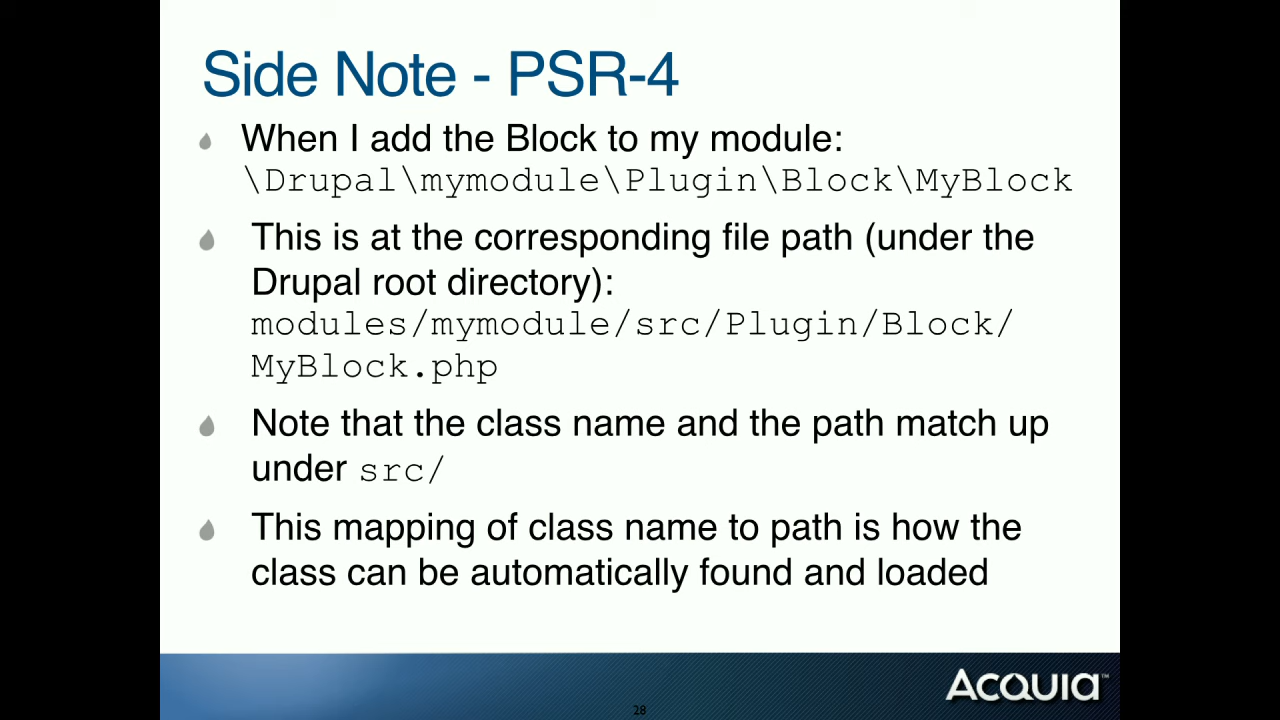 Side Note - PSR-4
When I add the Block to my module:
\Drupal\mymodule\Plugin\Block\MyBlock
This is at the corresponding file path (under the
Drupal root directory):
modules/mymodule/src/Plugin/Block/
MyBlock.php
Note that the class name and the path match up
under src/
This mapping of class name to path is how the
class can be automatically found and loaded
ACQUIA™
28